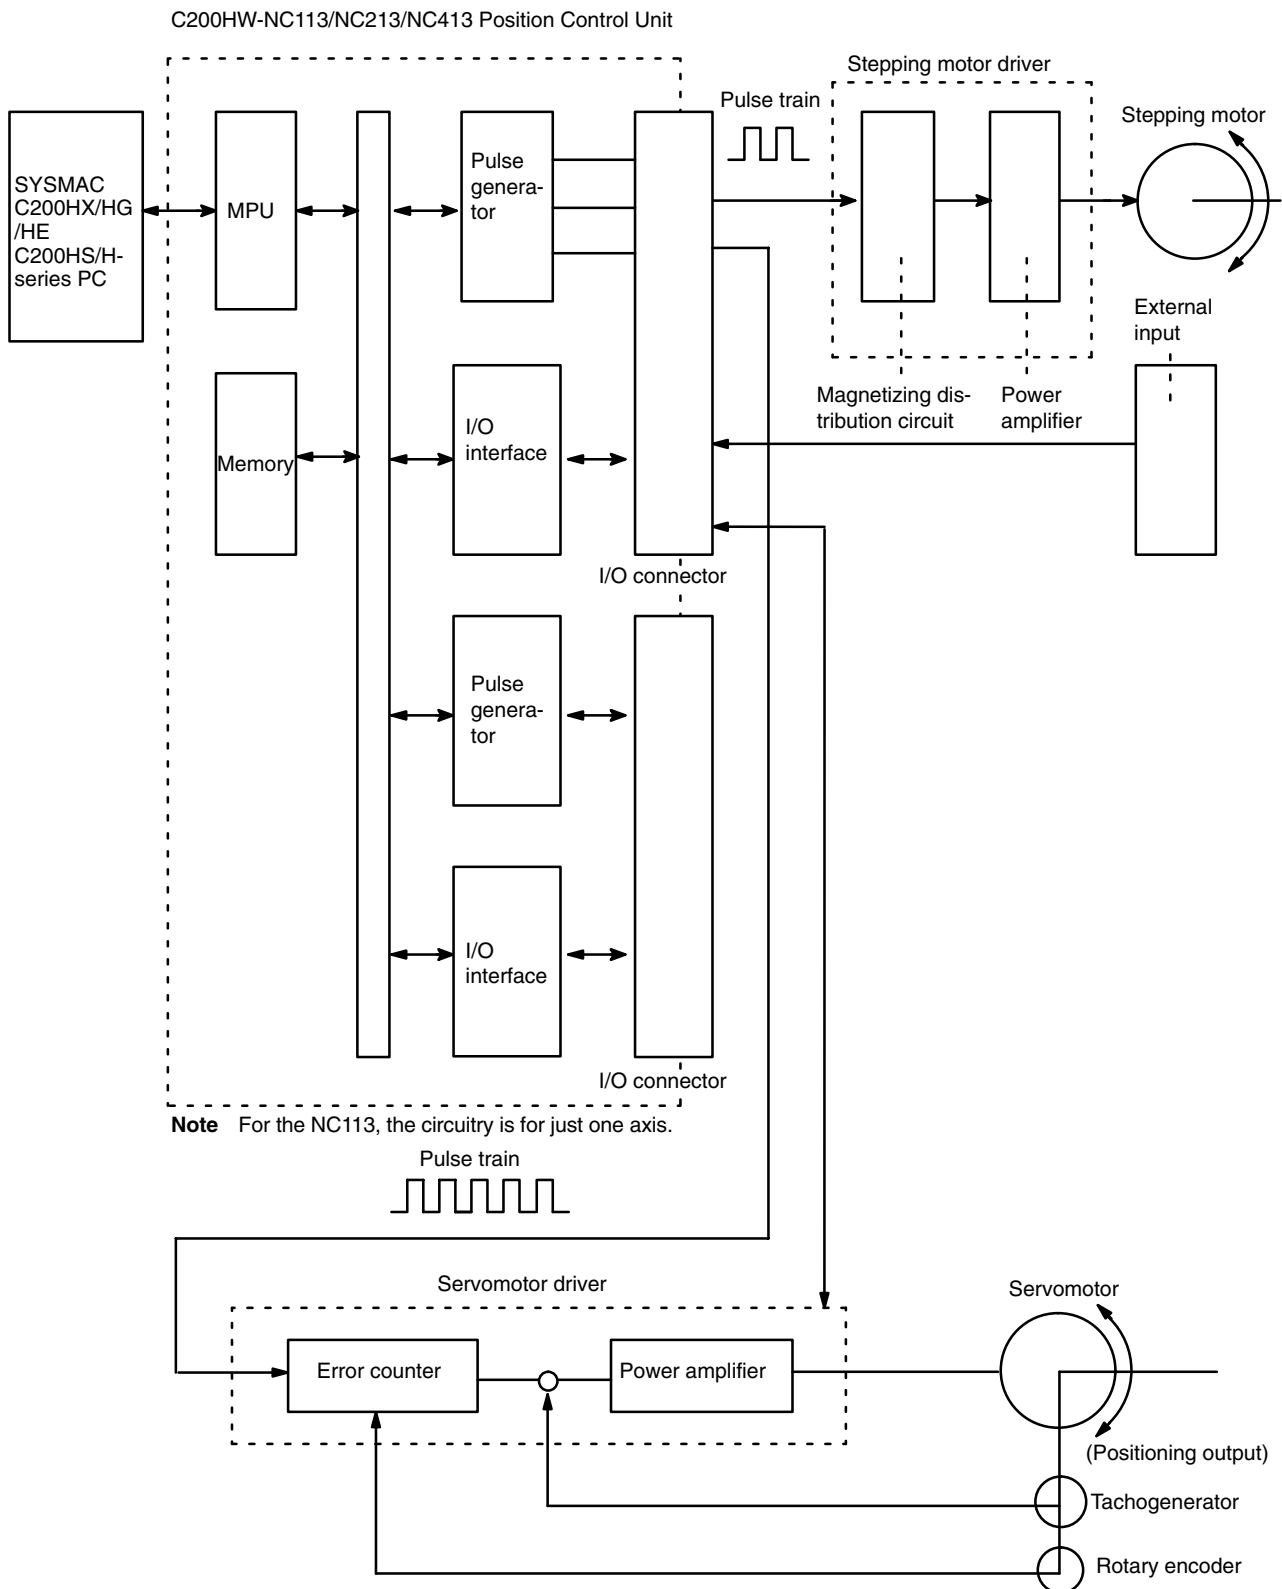 C200HW-NC113/NC213/NC413 Position Control Unit
Stepping motor driver
Pulse train
Stepping motor
SYSMAC
C200HX/HG
/HE
C200HS/H-
series PC
MPU
Pulse
genera-
tor
External
input
Magnetizing dis-
tribution circuit
Power
amplifier
Memory
I/O
interface
I/O connector
Pulse
genera-
tor
I/O
interface
I/O connector
Note For the NC113, the circuitry is for just one axis.
Pulse train
Servomotor driver
Servomotor
Error counter
Power amplifier
(Positioning output)
Tachogenerator
Rotary encoder